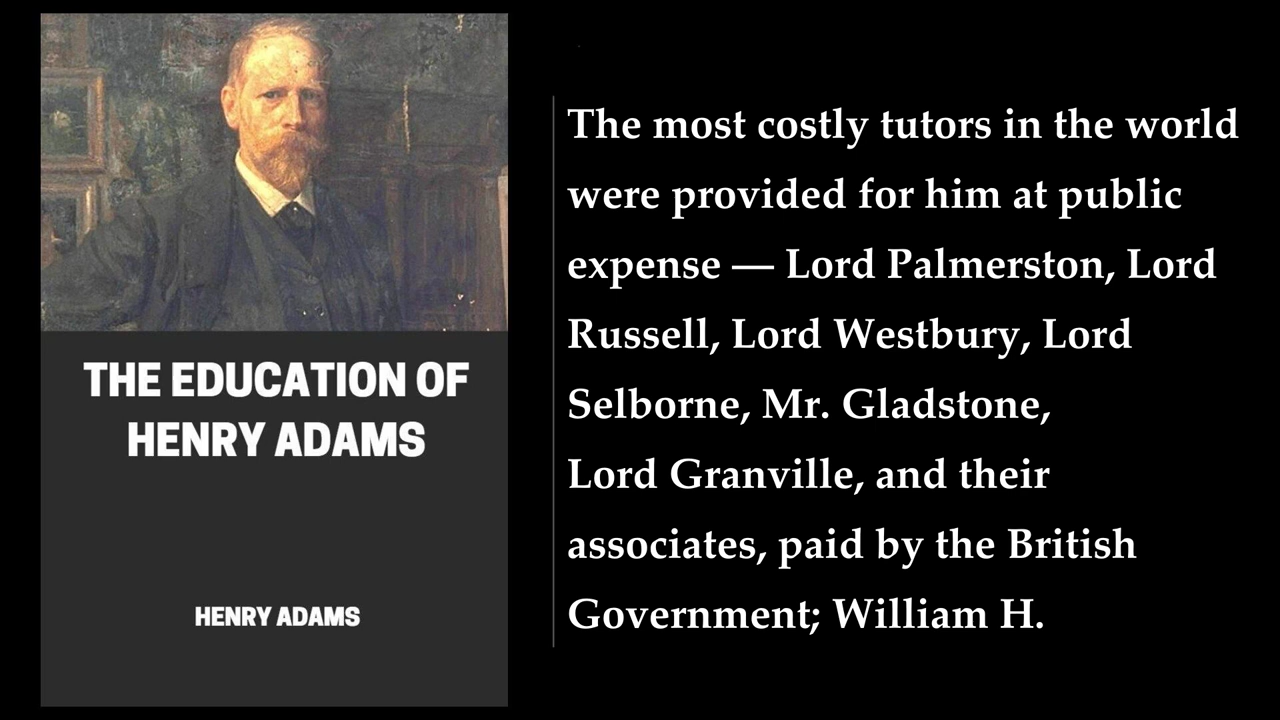 THE EDUCATION OF
HENRY ADAMS
HENRY ADAMS
The most costly tutors in the world
were provided for him at public
expense — Lord Palmerston, Lord
Russell, Lord Westbury, Lord
Selborne, Mr. Gladstone,
Lord Granville, and their
associates, paid by the British
Government; William H.